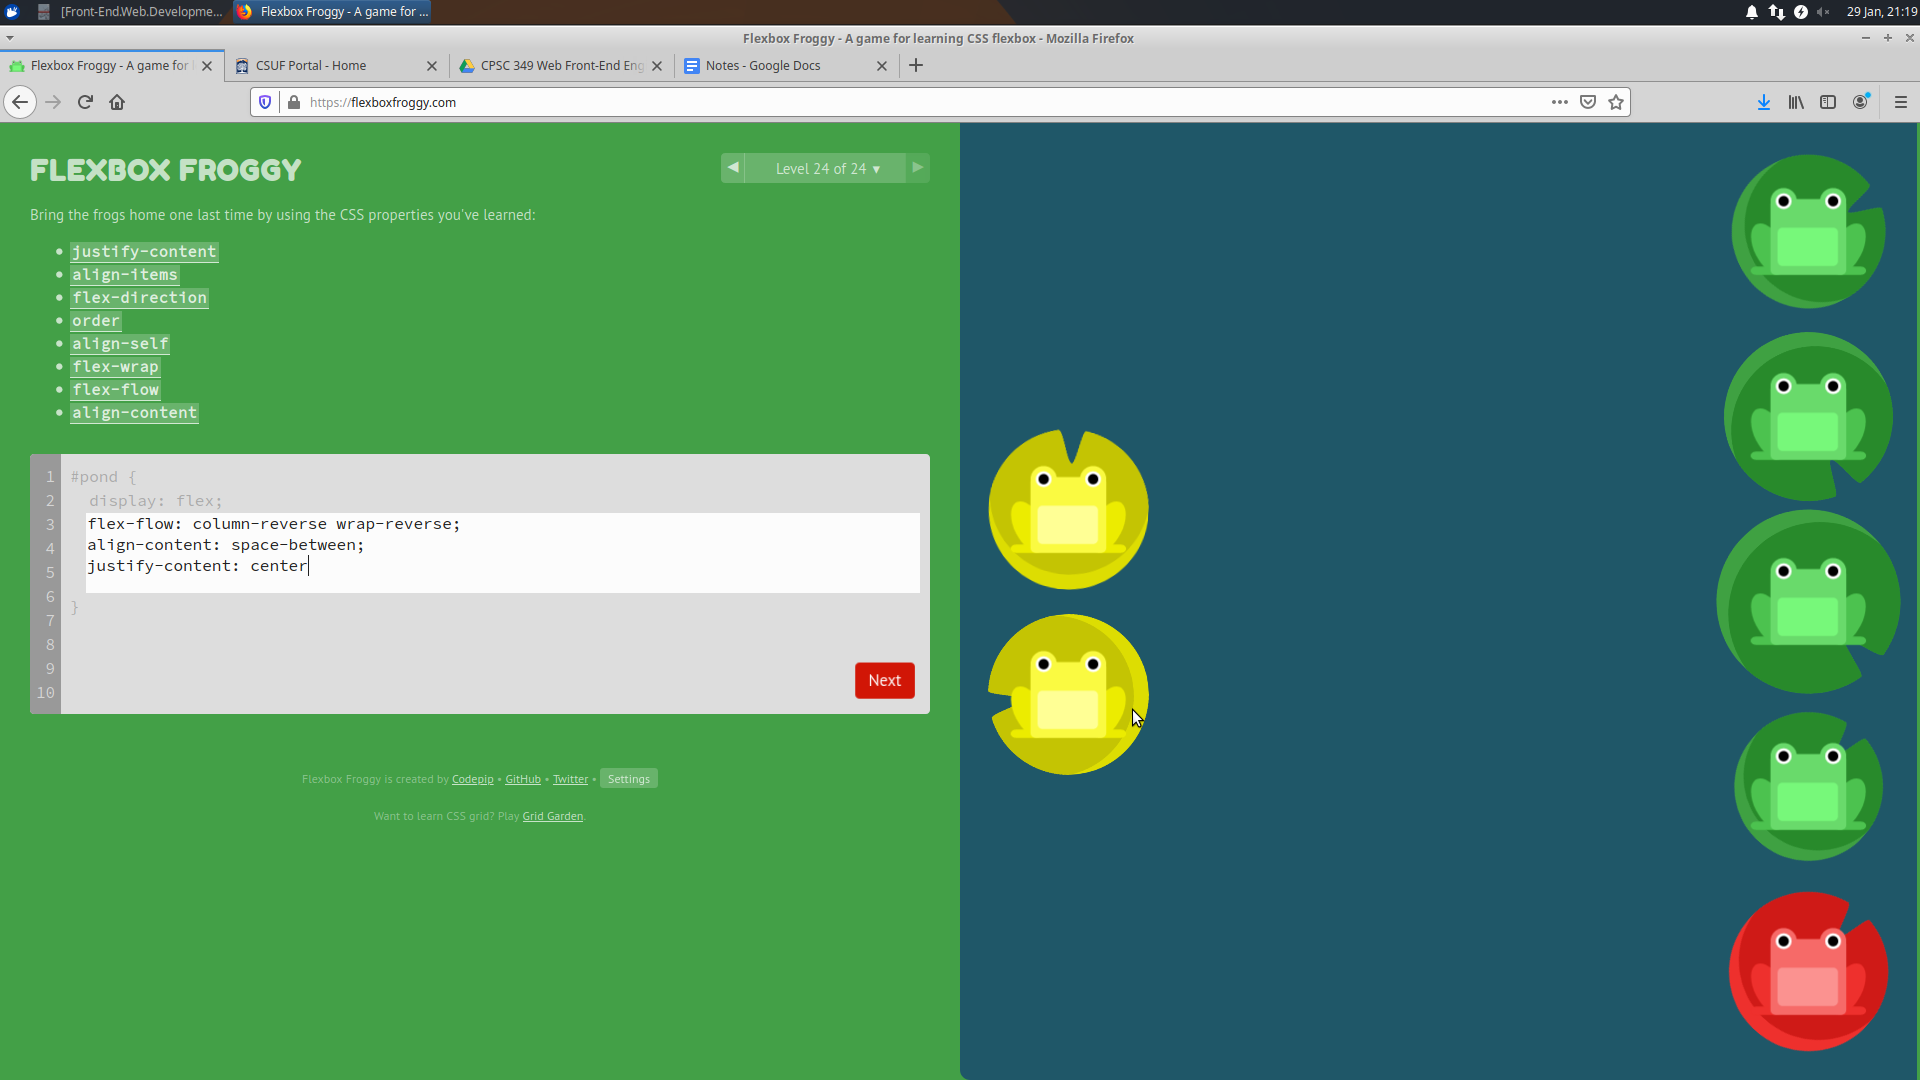 [Front-End.Web.Developme...
Flexbox Froggy - A game for ...
29 Jan, 21:19
Flexbox Froggy - A game for learning CSS flexbox - Mozilla Firefox
Flexbox Froggy - A game for
CSUF Portal - Home
CPSC 349 Web Front-End Eng
Notes - Google Docs
https://flexboxfroggy.com
FLEXBOX FROGGY
Level 24 of 24 ▾
Bring the frogs home one last time by using the CSS properties you've learned:
• justify-content
• align-items
• flex-direction
• order
• align-self
• flex-wrap
• flex-flow
• align-content
1 #pond {
2 display: flex;
3 flex-flow: column-reverse wrap-reverse;
4 align-content: space-between;
5 justify-content: center
6 }
7
8
9
10
Next
Flexbox Froggy is created by Codepip • GitHub • Twitter • Settings
Want to learn CSS grid? Play Grid Garden.